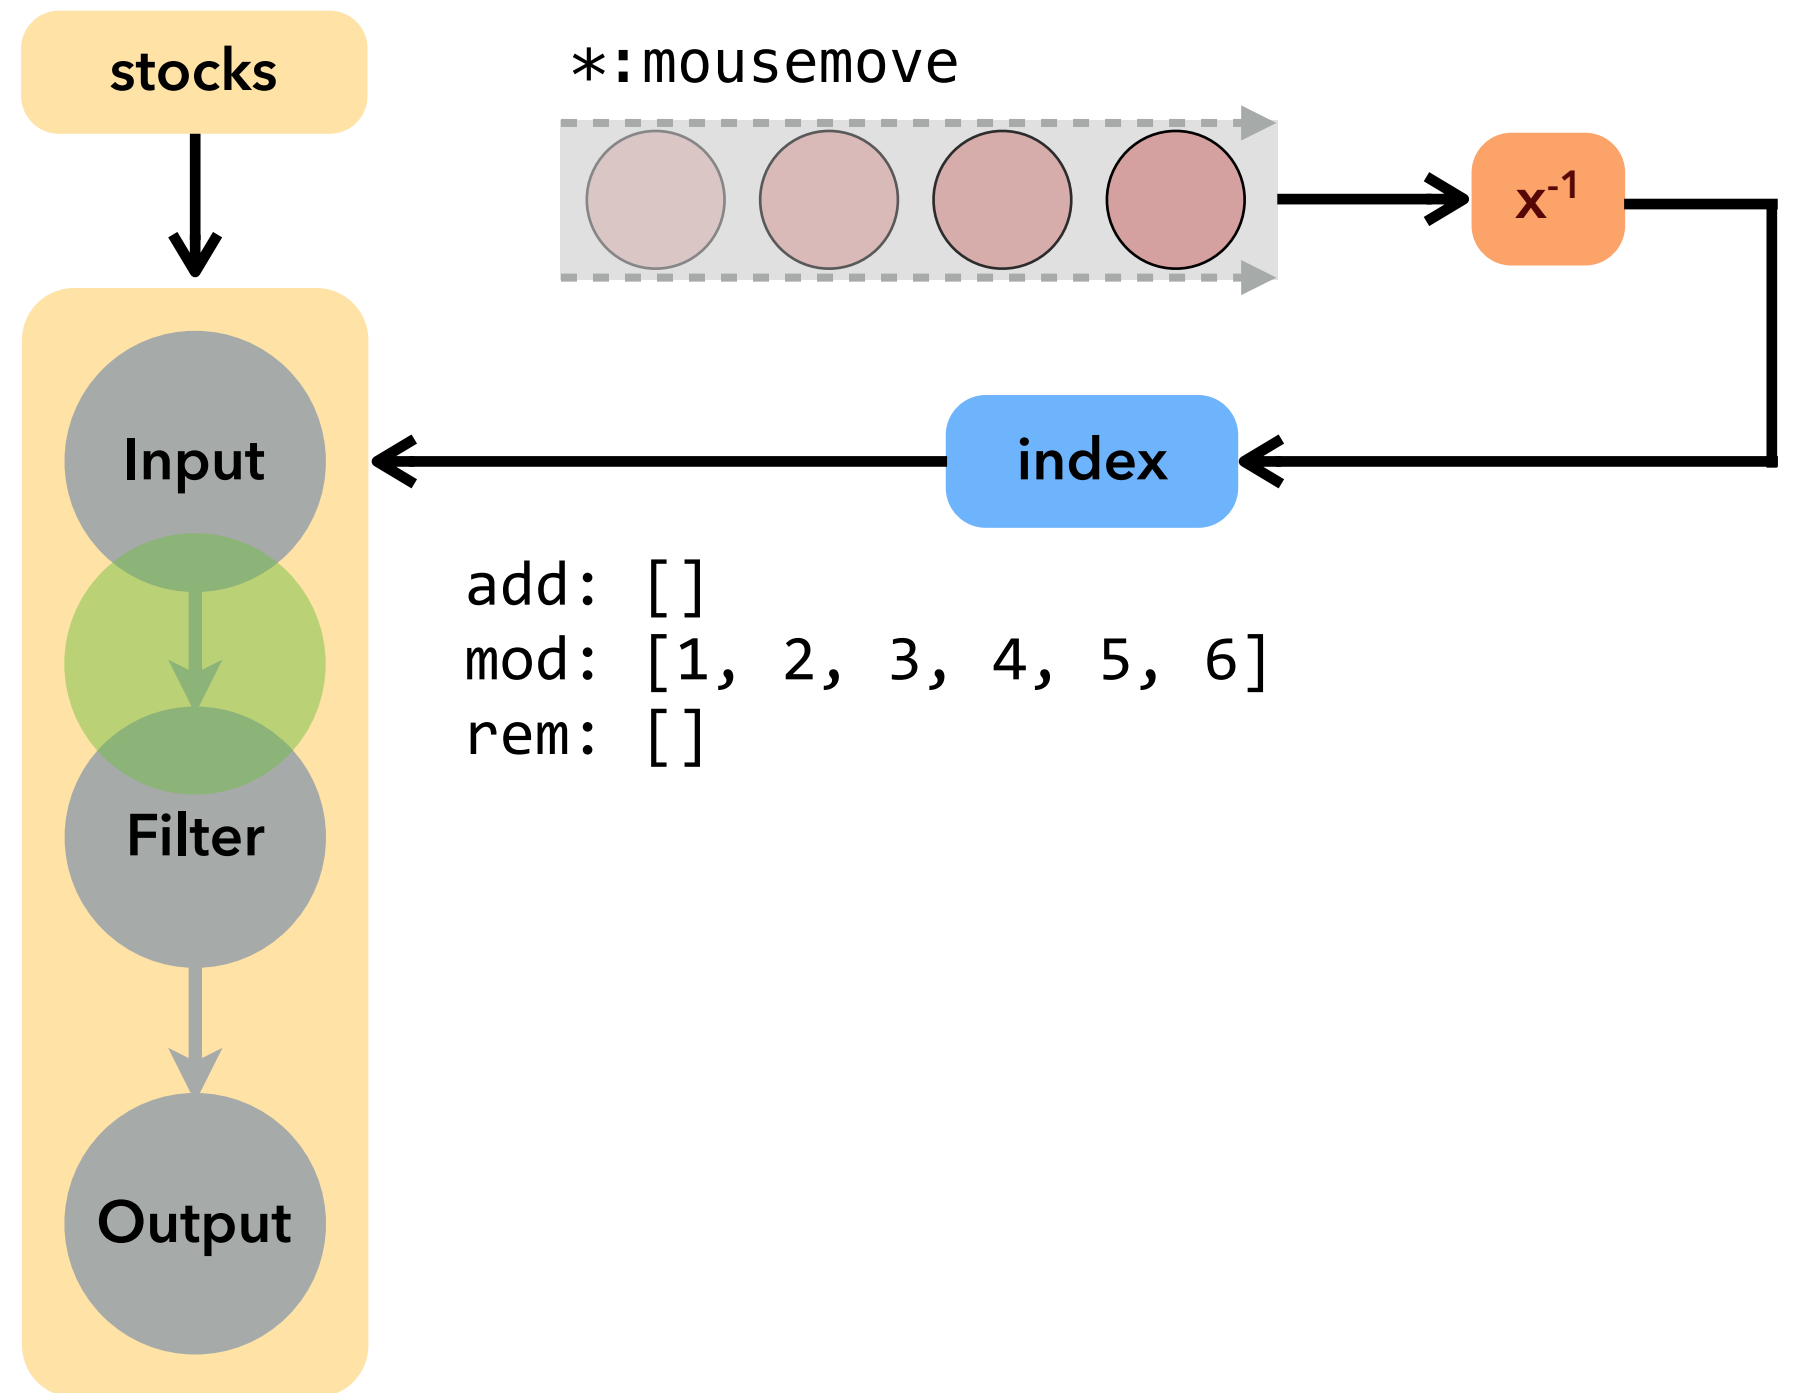 stocks
*:mousemove
x⁻¹
Input
index
add: []
mod: [1, 2, 3, 4, 5, 6]
rem: []
Filter
Output